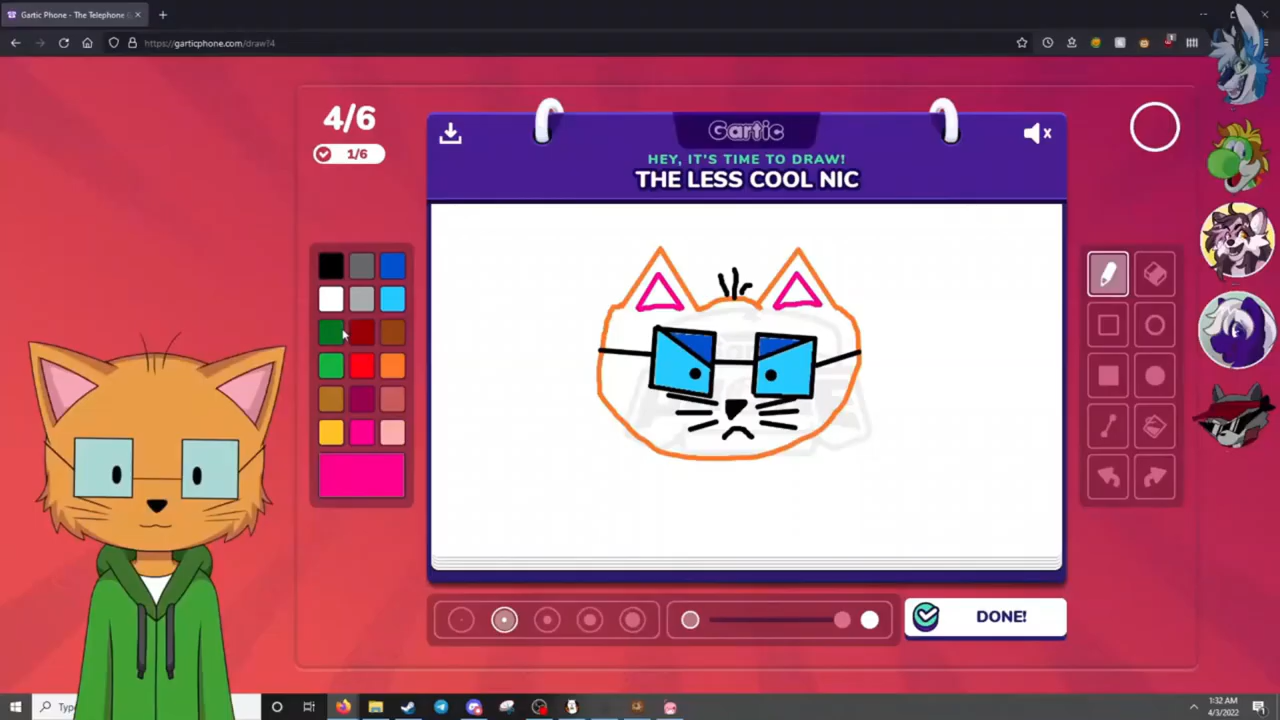 Gartic Phone - The Telephone
https://garticphone.com/draw?4
4/6
1/6
Gartic
HEY, IT'S TIME TO DRAW!
THE LESS COOL NIC
DONE!
Type
1:32 AM
4/3/2022